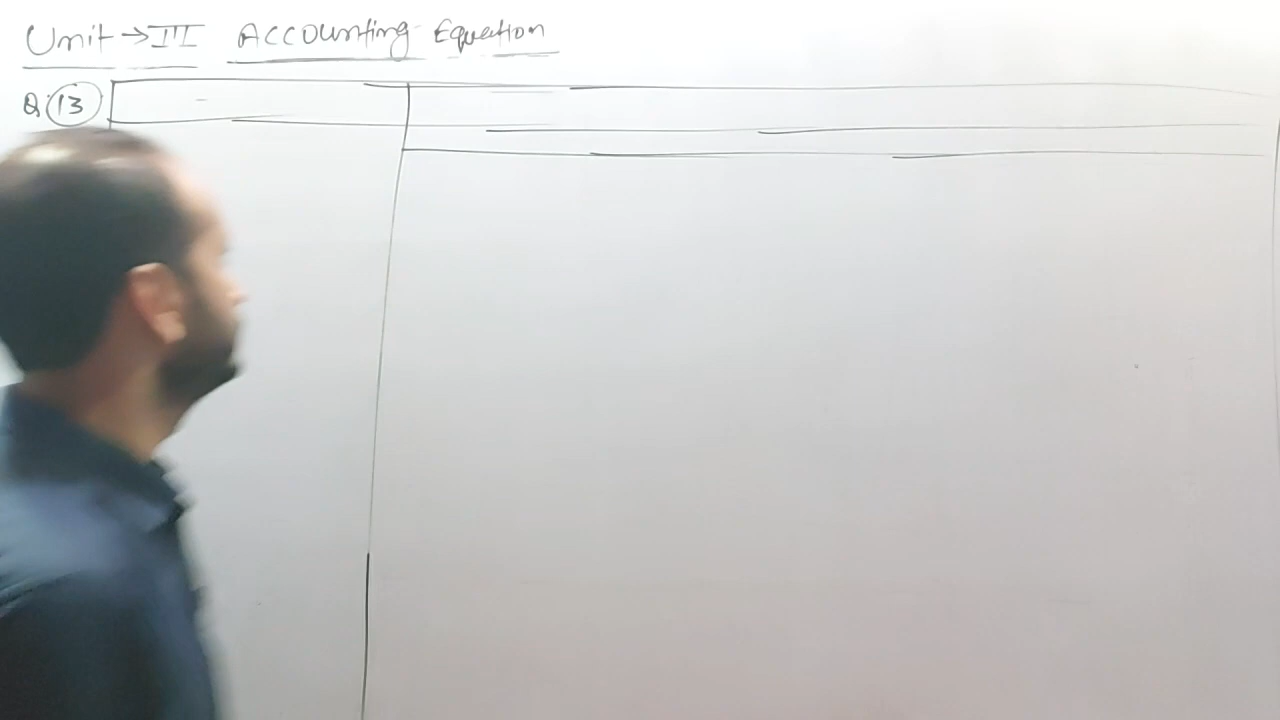 Unit → III Accounting Equation
Q. 13